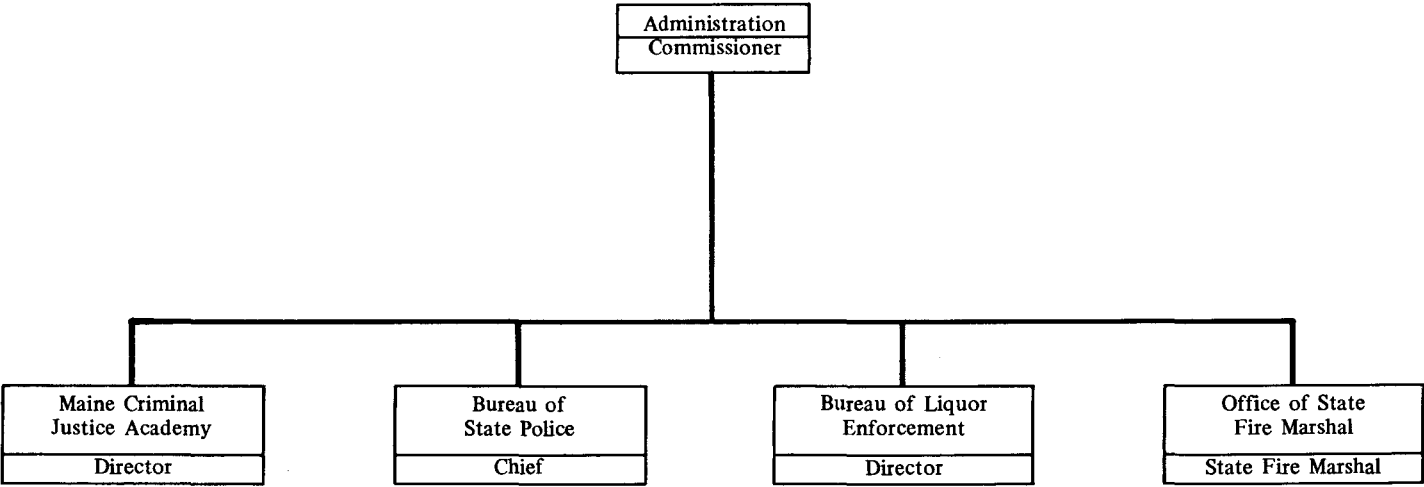 Administration
Commissioner
Maine Criminal
Justice Academy
Director
Bureau of
State Police
Chief
Bureau of Liquor
Enforcement
Director
Office of State
Fire Marshal
State Fire Marshal